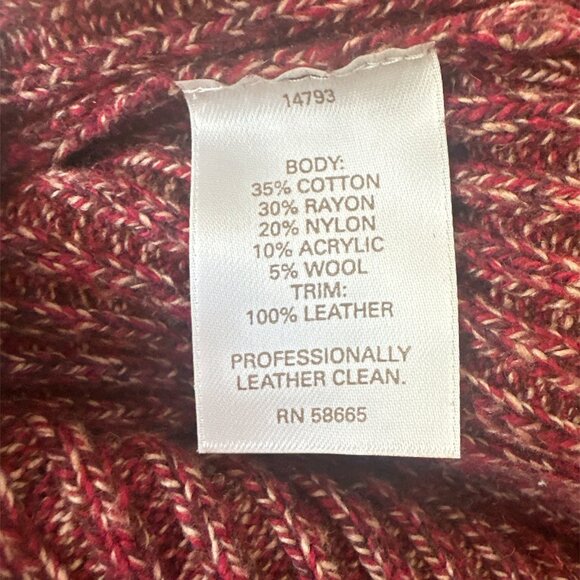 14793
BODY:
35% COTTON
30% RAYON
20% NYLON
10% ACRYLIC
5% WOOL
TRIM:
100% LEATHER
PROFESSIONALLY
LEATHER CLEAN.
RN 58665